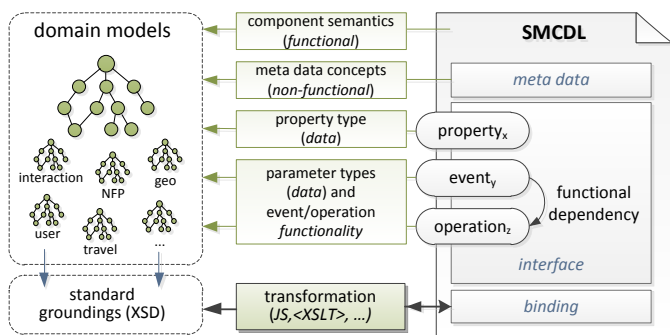 domain models
interaction
NFP
geo
user
travel
...
standard
groundings (XSD)
component semantics
(functional)
meta data concepts
(non-functional)
property type
(data)
parameter types
(data) and
event/operation
functionality
transformation
(JS,<XSLT>, ...)
SMCDL
meta data
propertyx
eventy
operationz
functional
dependency
interface
binding